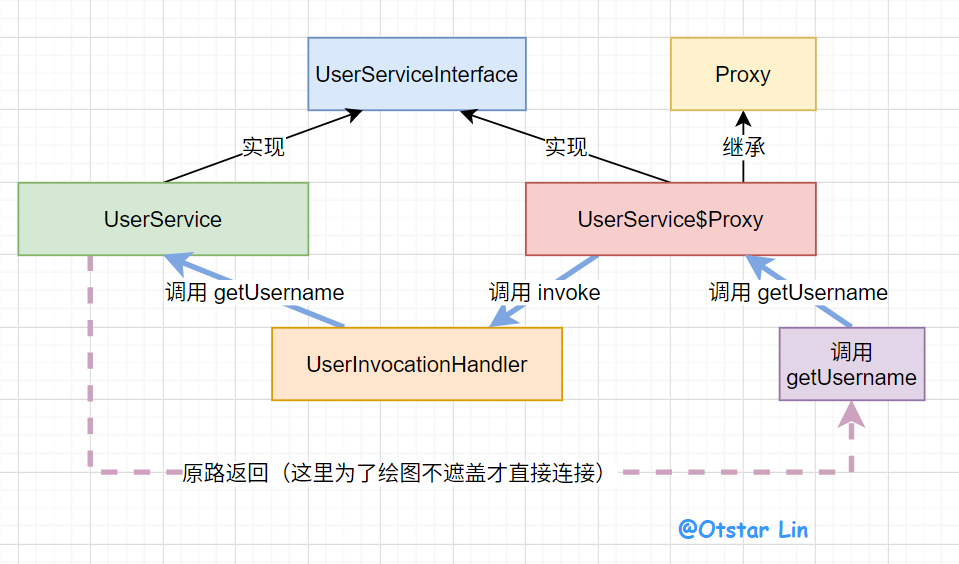 UserServiceInterface
Proxy
实现
实现
继承
UserService
UserService$Proxy
调用 getUsername
调用 invoke
调用 getUsername
UserInvocationHandler
调用
getUsername
原路返回（这里为了绘图不遮盖才直接连接）
@Otstar Lin